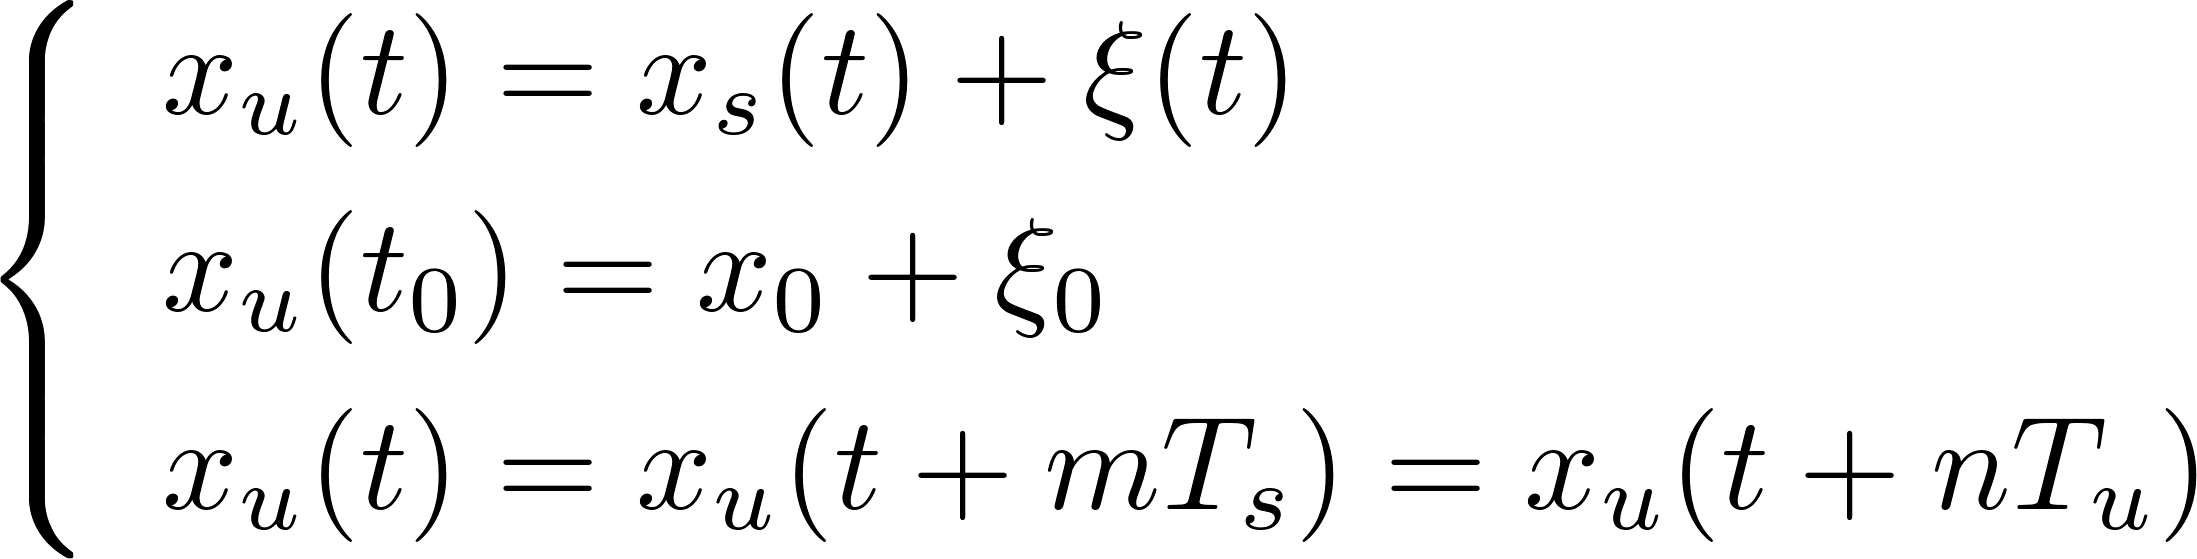 x_u(t) = x_s(t) + ξ(t)
x_u(t_0) = x_0 + ξ_0
x_u(t) = x_u(t + mT_s) = x_u(t + nT_u)